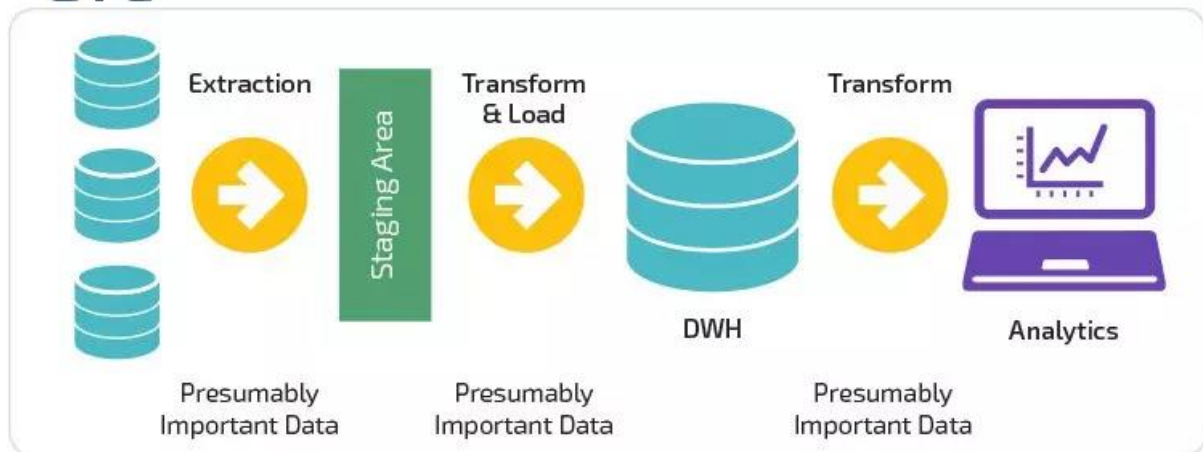 Extraction
Staging Area
Transform
& Load
Transform
DWH
Analytics
Presumably
Important Data
Presumably
Important Data
Presumably
Important Data